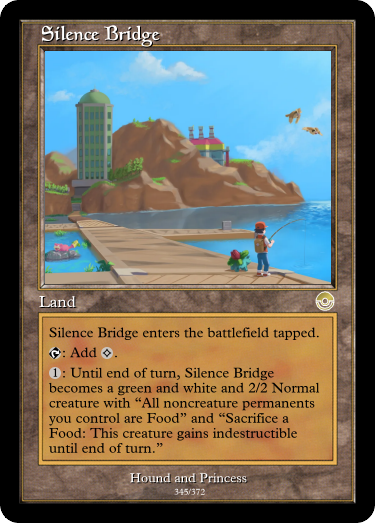 Silence Bridge
Land
Silence Bridge enters the battlefield tapped.
: Add .
1: Until end of turn, Silence Bridge
becomes a green and white and 2/2 Normal
creature with “All noncreature permanents
you control are Food” and “Sacrifice a
Food: This creature gains indestructible
until end of turn.”
Hound and Princess
345/372